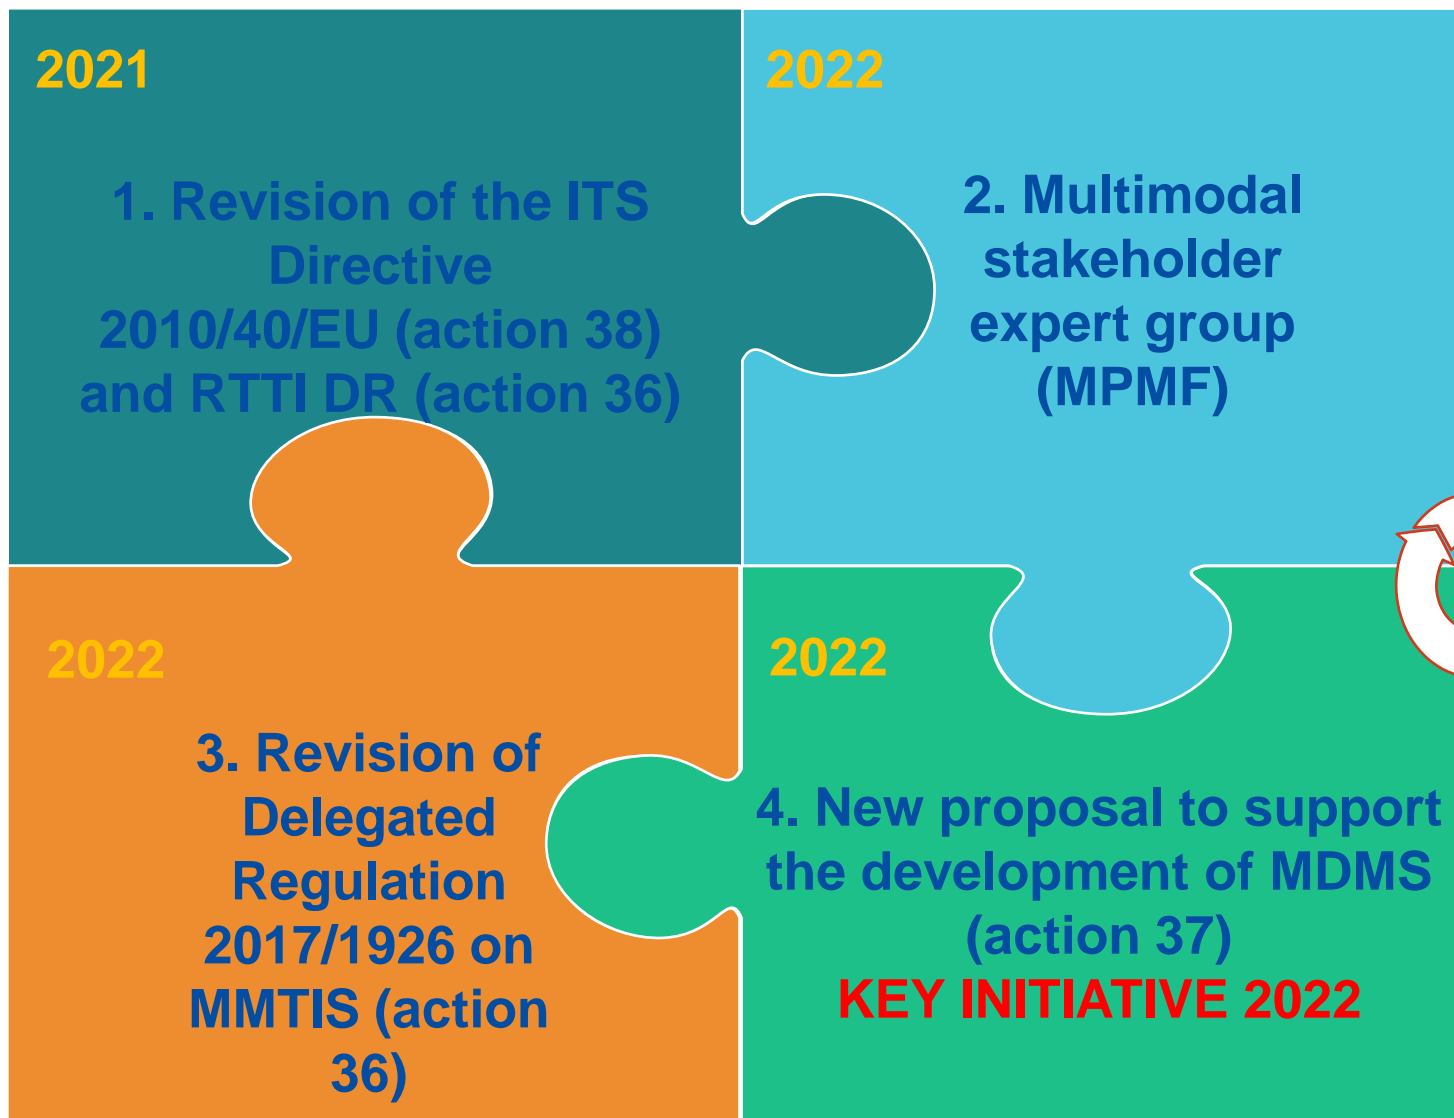 2021
1. Revision of the ITS
Directive
2010/40/EU (action 38)
and RTTI DR (action 36)
2022
2. Multimodal
stakeholder
expert group
(MPMF)
2022
3. Revision of
Delegated
Regulation
2017/1926 on
MMTIS (action
36)
2022
4. New proposal to support
the development of MDMS
(action 37)
KEY INITIATIVE 2022